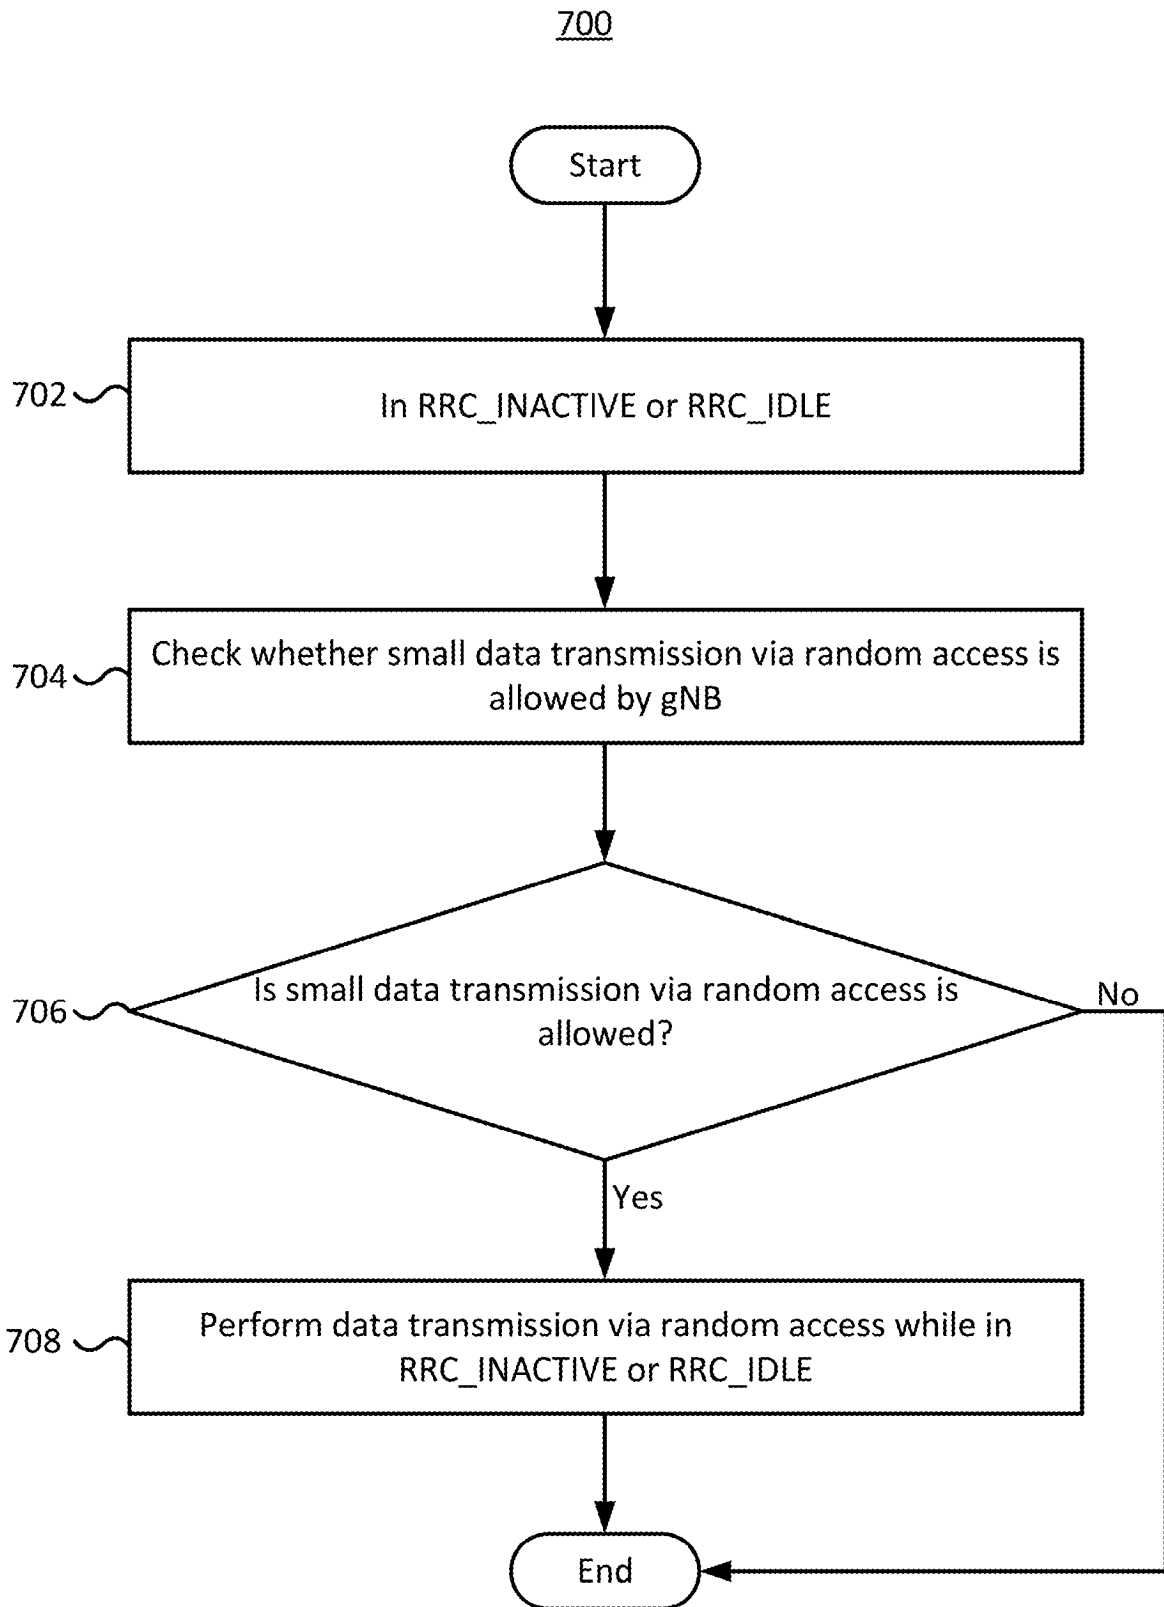 700
Start
702
In RRC_INACTIVE or RRC_IDLE
704
Check whether small data transmission via random access is
allowed by gNB
706
Is small data transmission via random access is
allowed?
No
Yes
708
Perform data transmission via random access while in
RRC_INACTIVE or RRC_IDLE
End